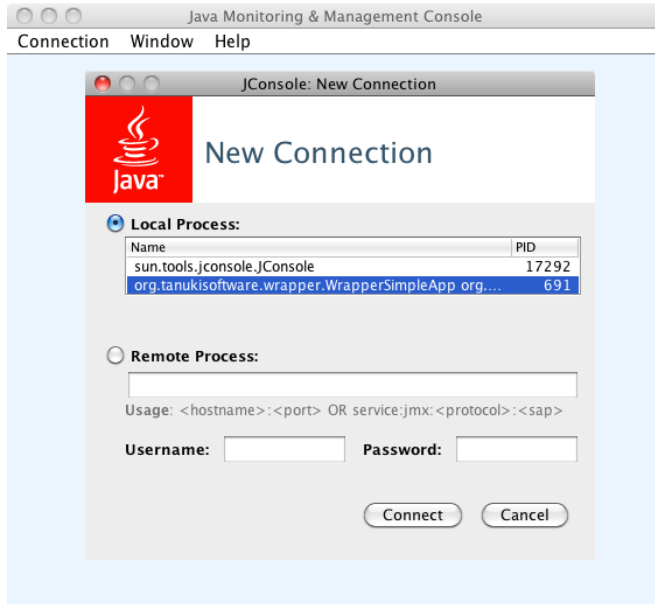 Java Monitoring & Management Console
Connection Window Help
JConsole: New Connection
Java™
New Connection
Local Process:
Name PID
sun.tools.jconsole.JConsole 17292
org.tanukisoftware.wrapper.WrapperSimpleApp org.... 691
Remote Process:
Usage: <hostname>:<port> OR service:jmx:<protocol>:<sap>
Username: Password:
Connect Cancel